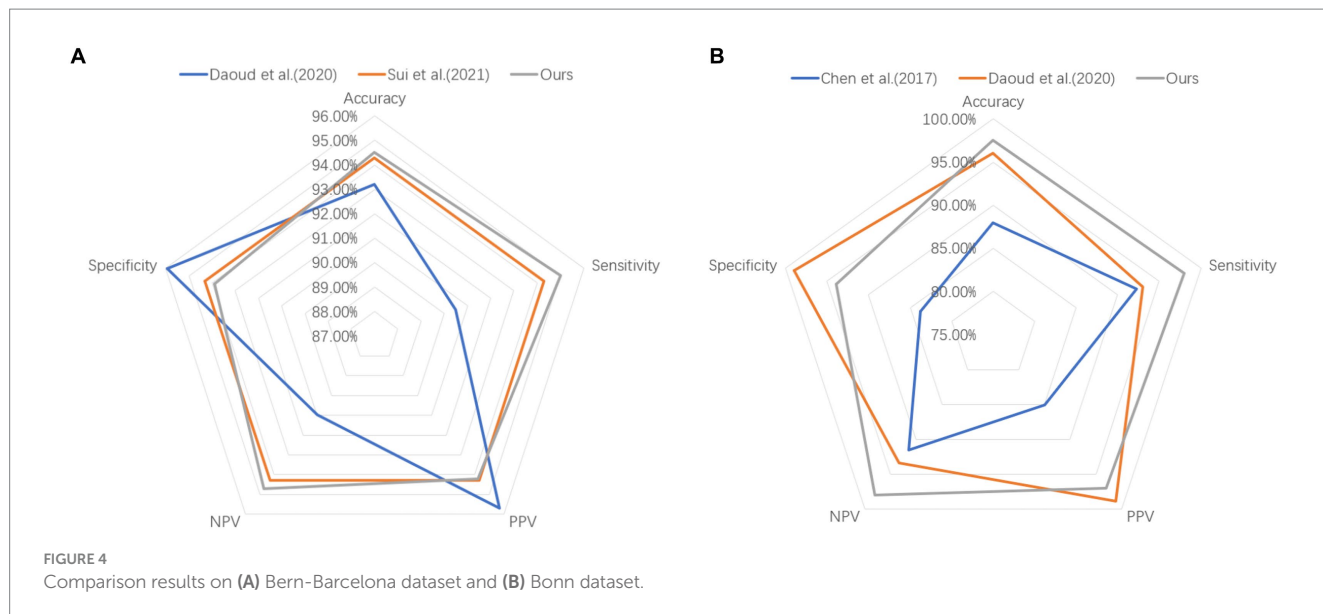 A
Daoud et al.(2020) Sui et al.(2021) Ours
Accuracy
96.00%
95.00%
94.00%
93.00%
92.00%
91.00%
90.00%
89.00%
88.00%
87.00%
Specificity
Sensitivity
NPV
PPV
B
Chen et al.(2017) Daoud et al.(2020) Ours
Accuracy
100.00%
95.00%
90.00%
85.00%
80.00%
75.00%
Specificity
Sensitivity
NPV
PPV
FIGURE 4
Comparison results on (A) Bern-Barcelona dataset and (B) Bonn dataset.